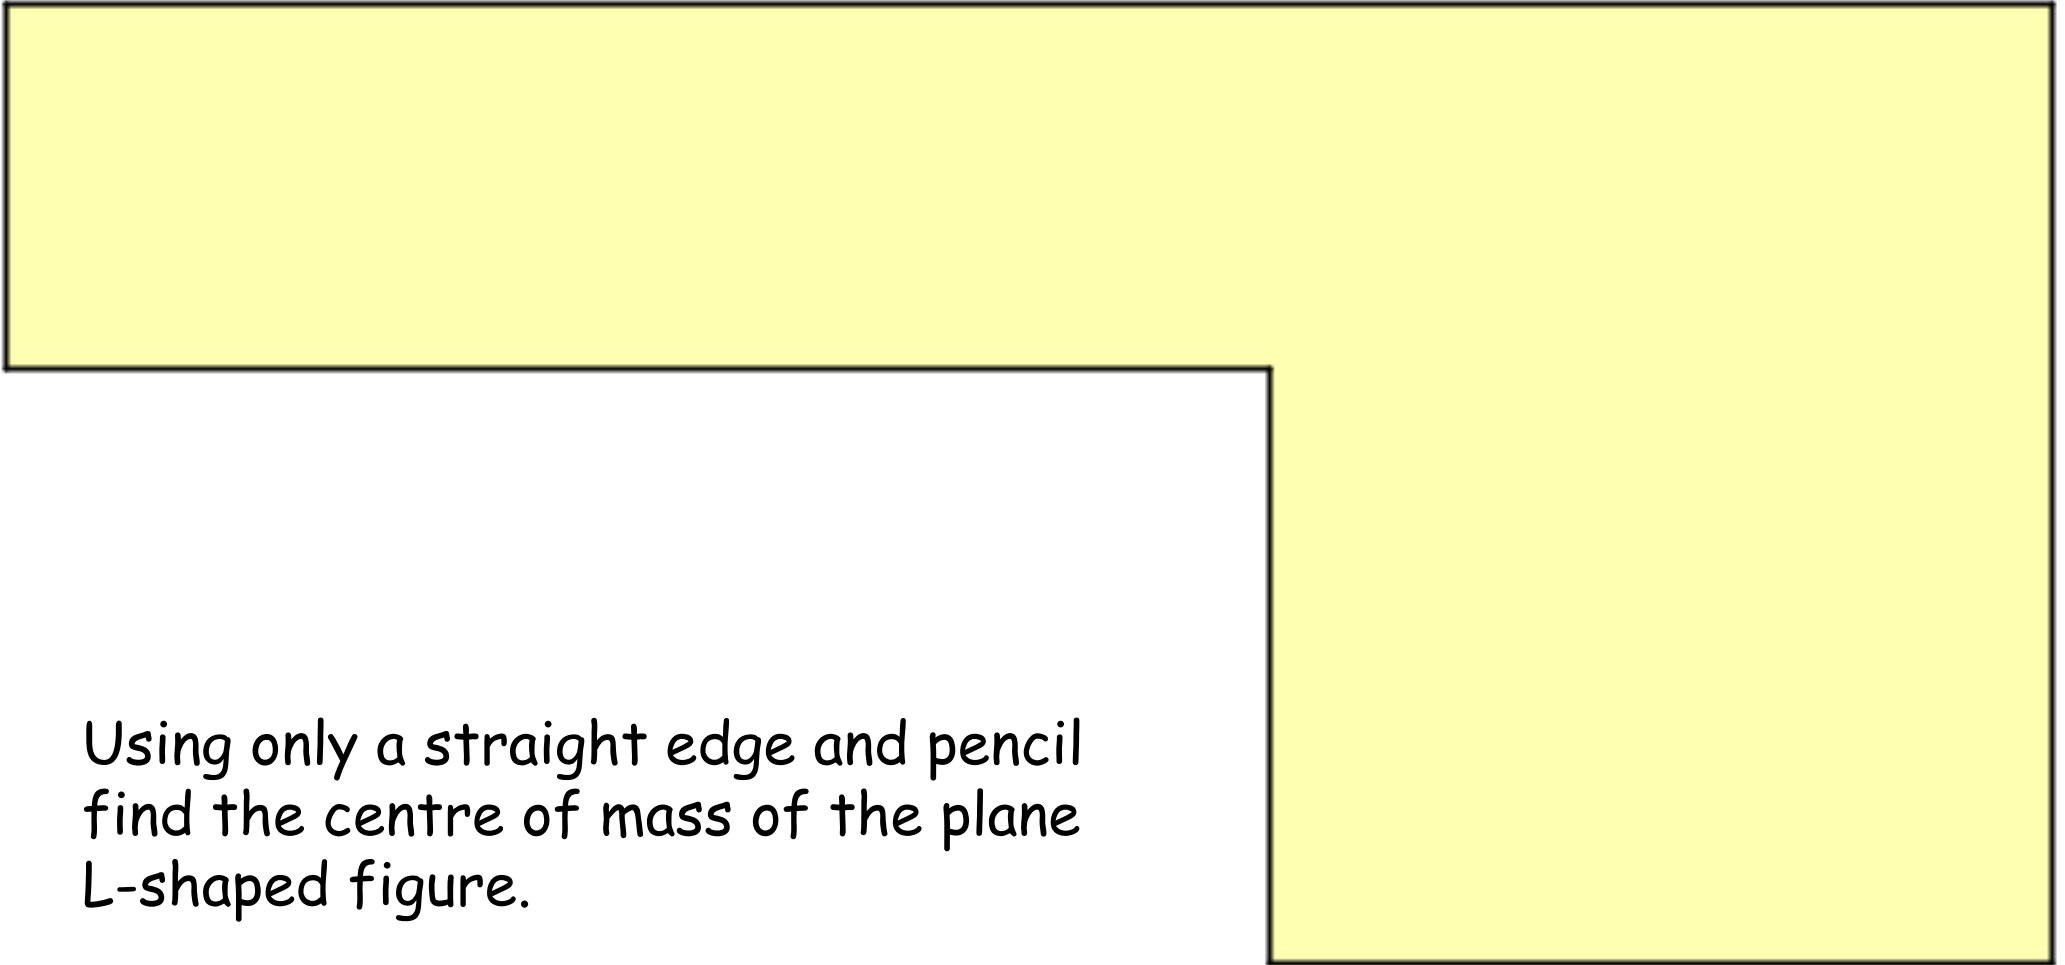 Using only a straight edge and pencil
find the centre of mass of the plane
L-shaped figure.